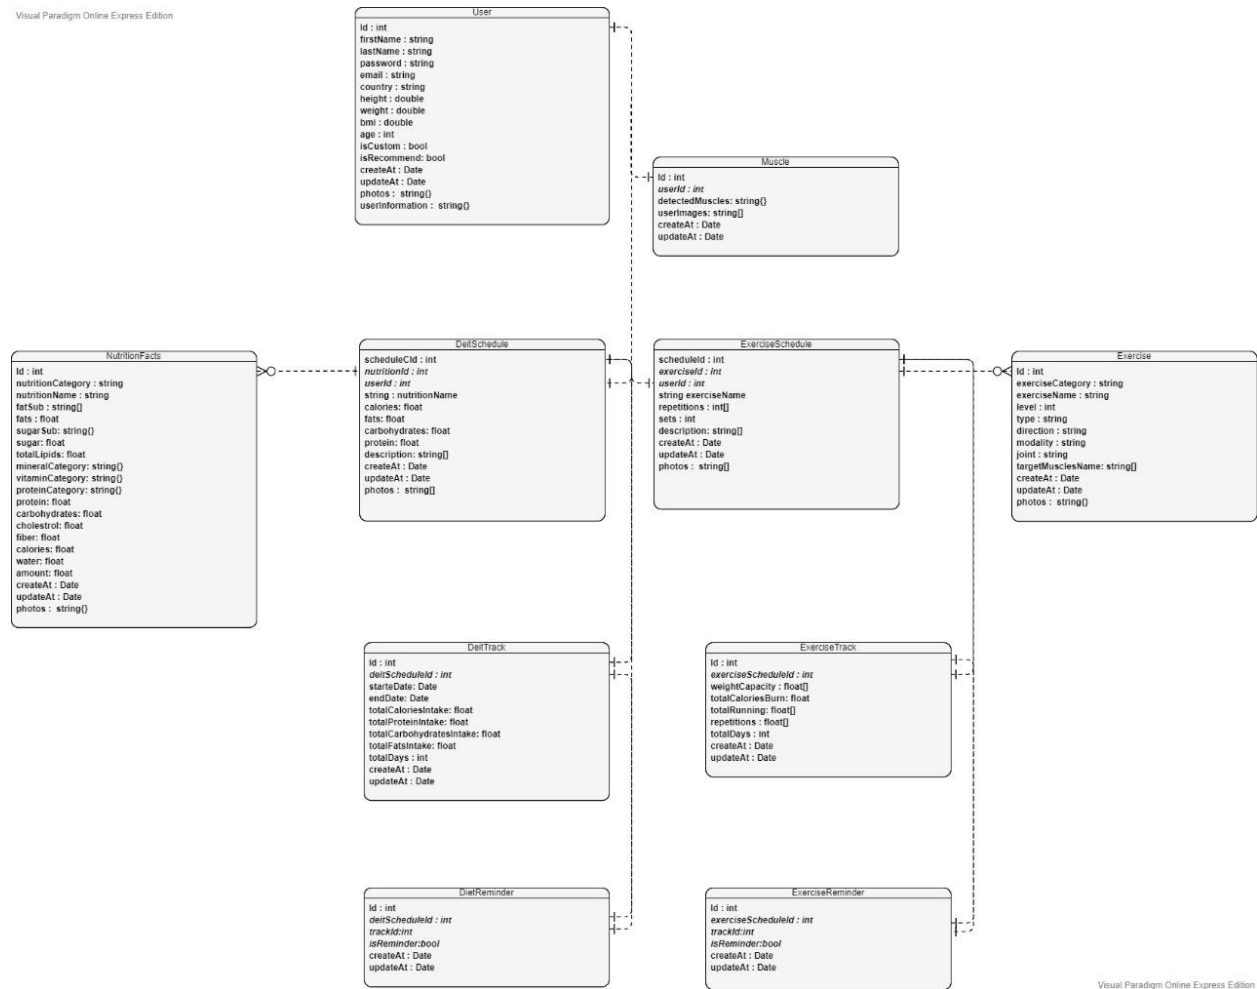 Visual Paradigm Online Express Edition
User
Id : int
firstName : string
lastName : string
password : string
email : string
country : string
height : double
weight : double
bmi : double
age : int
isCustom : bool
isRecommend: bool
createAt : Date
updateAt : Date
photos : string{}
userInformation : string{}
Muscle
Id : int
userId : int
detectedMuscles: string{}
userImages: string[]
createAt : Date
updateAt : Date
NutritionFacts
Id : int
nutritionCategory : string
nutritionName : string
fatSub : string[]
fats : float
sugarSub: string{}
sugar: float
totalLipids: float
mineralCategory: string{}
vitaminCategory: string{}
proteinCategory: string{}
protein: float
carbohydrates: float
cholestrol: float
fiber: float
calories: float
water: float
amount: float
createAt : Date
updateAt : Date
photos : string{}
DeitSchedule
scheduleCId : int
nutritionId : int
userId : int
string : nutritionName
calories: float
fats: float
carbohydrates: float
protein: float
description: string[]
createAt : Date
updateAt : Date
photos : string[]
ExerciseSchedule
scheduleId : int
exerciseId : int
userId : int
string exerciseName
repetitions : int[]
sets : int
description: string[]
createAt : Date
updateAt : Date
photos : string[]
Exercise
Id : int
exerciseCategory : string
exerciseName : string
level : int
type : string
direction : string
modality : string
joint : string
targetMusclesName: string[]
createAt : Date
updateAt : Date
photos : string{}
DeitTrack
Id : int
deitScheduleId : int
starteDate: Date
endDate: Date
totalCaloriesIntake: float
totalProteinIntake: float
totalCarbohydratesIntake: float
totalFatsIntake: float
totalDays : int
createAt : Date
updateAt : Date
ExerciseTrack
Id : int
exerciseScheduleId : int
weightCapacity : float[]
totalCaloriesBurn: float
totalRunning: float[]
repetitions : float[]
totalDays : int
createAt : Date
updateAt : Date
DietReminder
Id : int
deitScheduleId : int
trackId:int
isReminder:bool
createAt : Date
updateAt : Date
ExerciseReminder
Id : int
exerciseScheduleId : int
trackId:int
isReminder:bool
createAt : Date
updateAt : Date
Visual Paradigm Online Express Edition